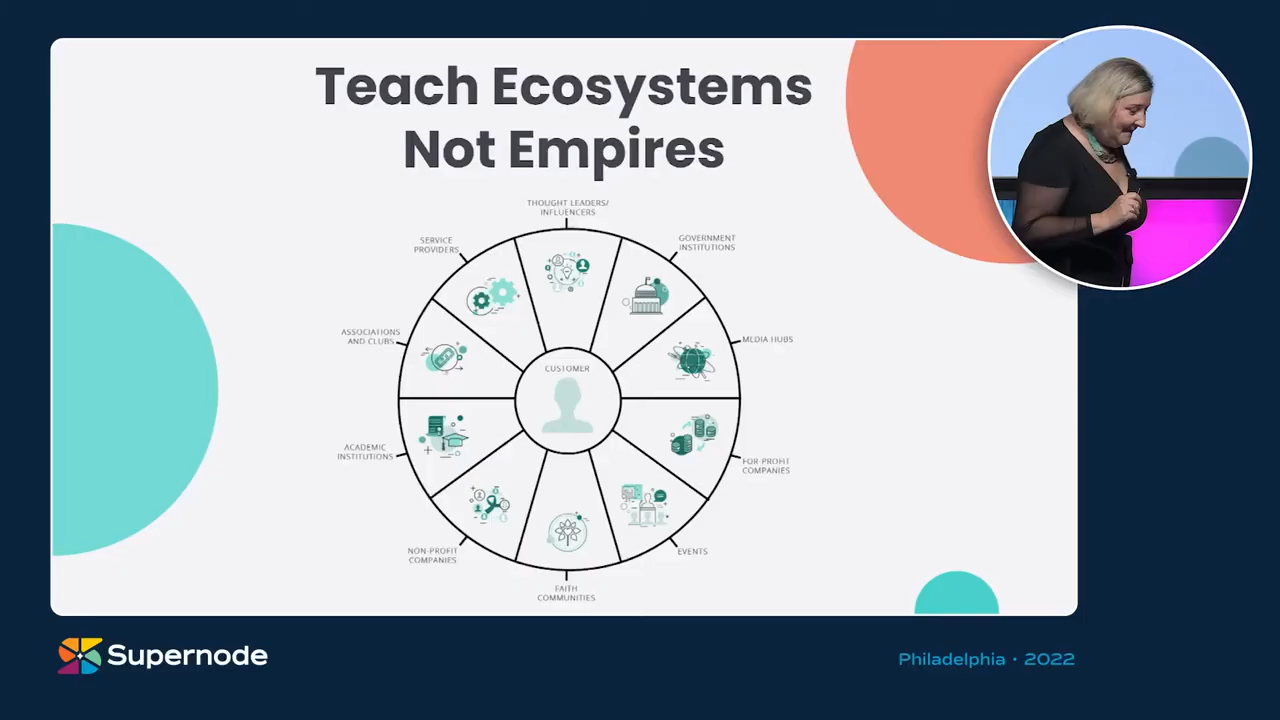 Teach Ecosystems
Not Empires
THOUGHT LEADERS/
INFLUENCERS
SERVICE
PROVIDERS
GOVERNMENT
INSTITUTIONS
ASSOCIATIONS
AND CLUBS
MEDIA HUBS
CUSTOMER
ACADEMIC
INSTITUTIONS
FOR-PROFIT
COMPANIES
NON-PROFIT
COMPANIES
EVENTS
FAITH
COMMUNITIES
Supernode
Philadelphia · 2022